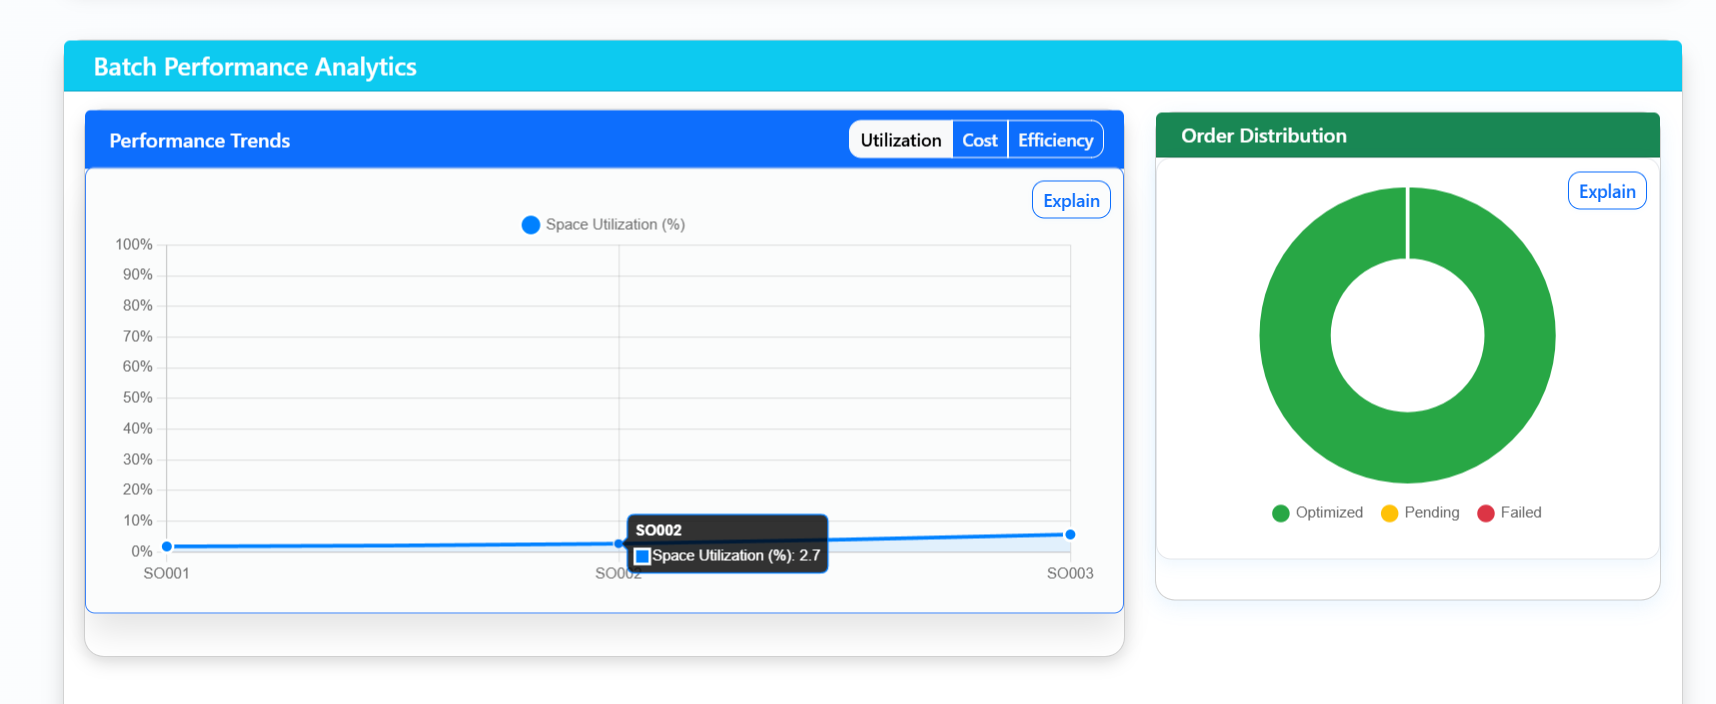 Batch Performance Analytics
Performance Trends
Utilization Cost Efficiency
Explain
Space Utilization (%)
100%
90%
80%
70%
60%
50%
40%
30%
20%
10%
0%
SO002
Space Utilization (%): 2.7
SO001 SO002 SO003
Order Distribution
Explain
Optimized Pending Failed